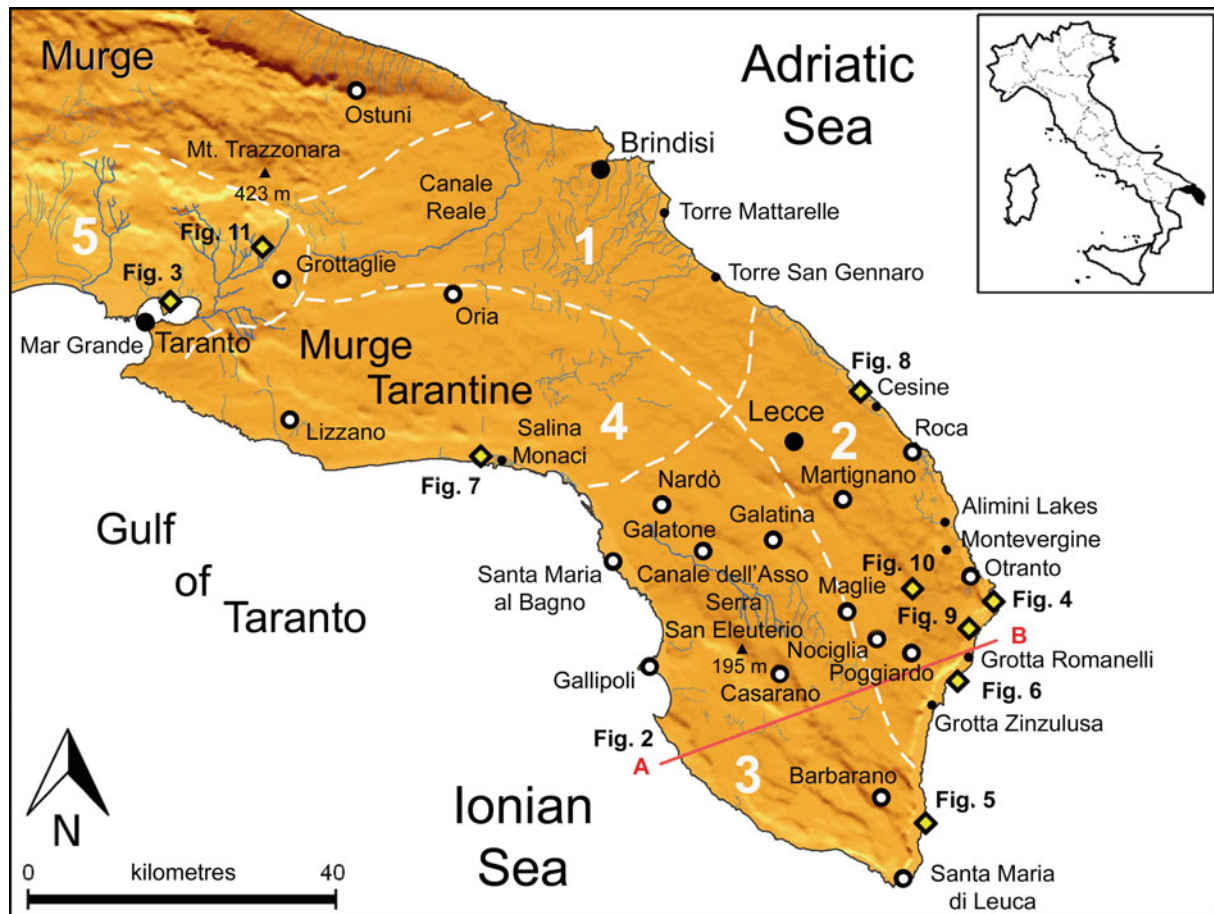 Murge
Adriatic
Sea
Ostuni
Brindisi
Mt. Trazzonara
423 m
Canale
Reale
Torre Mattarelle
5
Fig. 11
1
Fig. 3
Grottaglie
Torre San Gennaro
Oria
Mar Grande
Taranto
Murge
Tarantine
Fig. 8
Cesine
Lecce
4
2
Roca
Lizzano
Salina
Monaci
Fig. 7
Martignano
Nardò
Galatone
Galatina
Alimini Lakes
Montevergine
Gulf
of
Taranto
Santa Maria
al Bagno
Canale dell'Asso
Fig. 10
Otranto
Maglie
Fig. 4
Serra
San Eleuterio
195 m
Fig. 9
B
Nociglia
Poggiardo
Grotta Romanelli
Gallipoli
Casarano
Fig. 6
Grotta Zinzulusa
Fig. 2
A
3
Barbarano
Fig. 5
Ionian
Sea
N
0
kilometres
40
Santa Maria
di Leuca